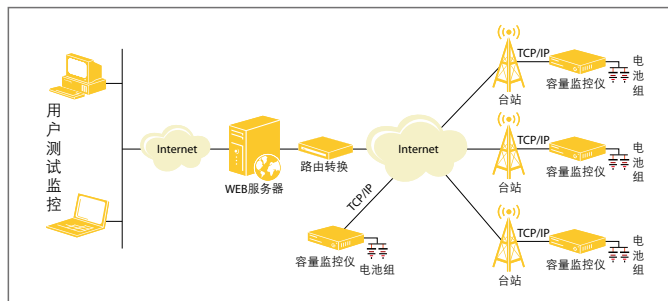 用户测试监控
Internet
WEB服务器
路由转换
Internet
TCP/IP
容量监控仪
电池组
台站
TCP/IP
容量监控仪
电池组
台站
TCP/IP
容量监控仪
电池组
台站
TCP/IP
容量监控仪
电池组